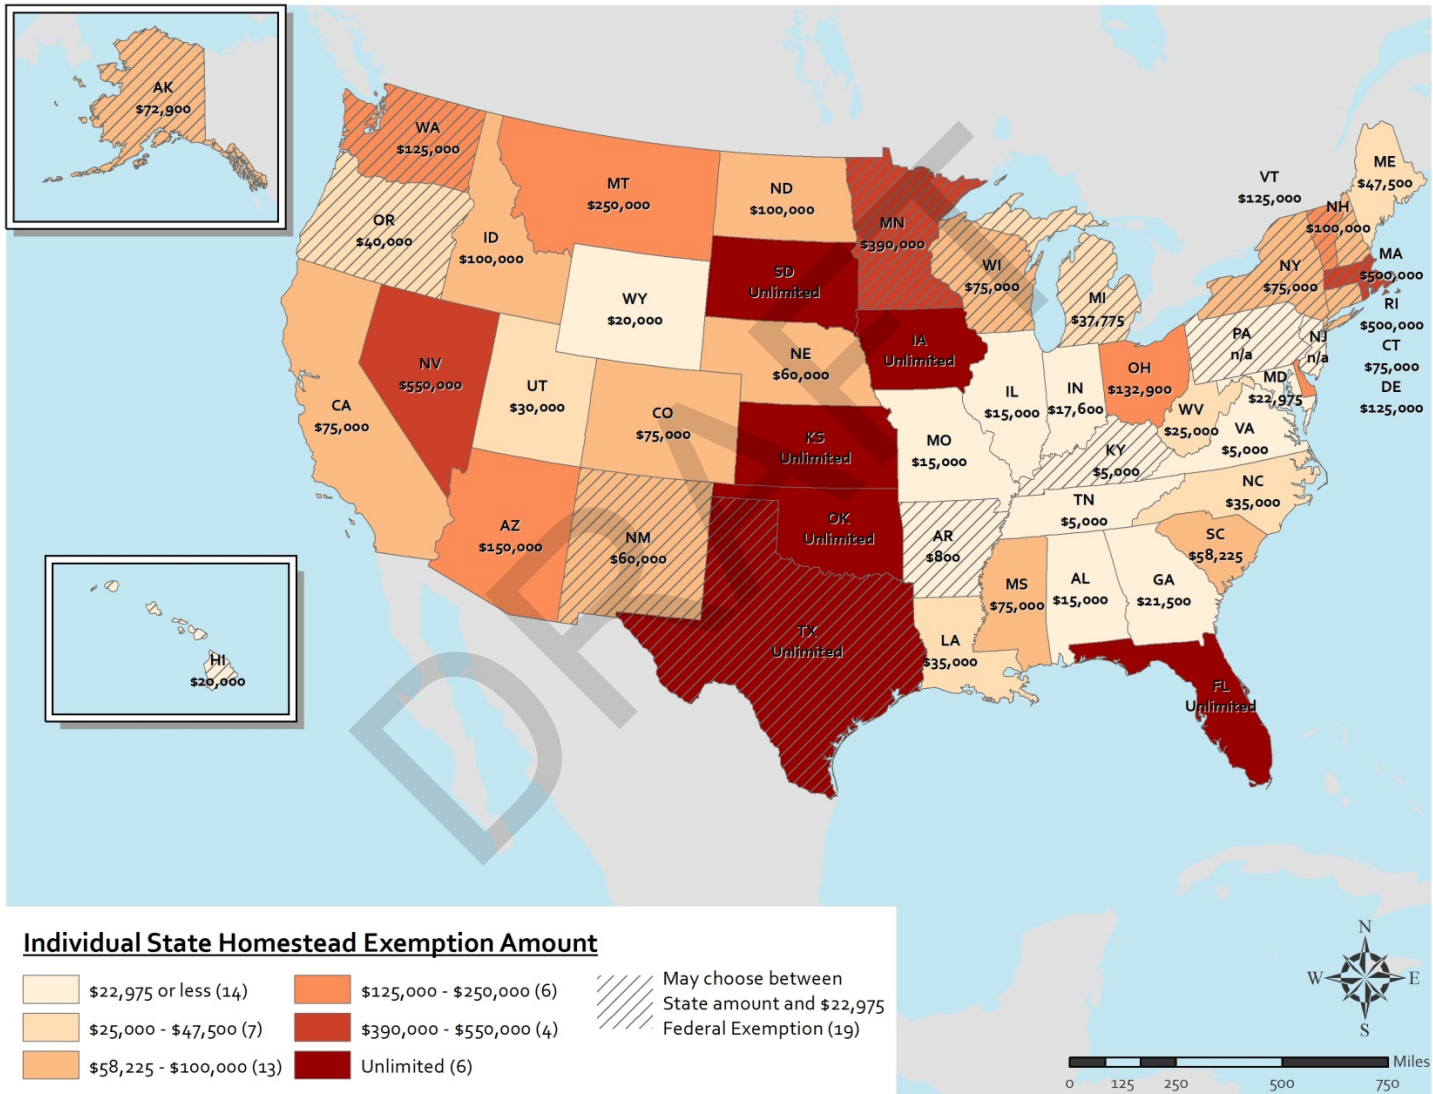 AK
$72,900
WA
$125,000
OR
$40,000
ID
$100,000
MT
$250,000
ND
$100,000
SD
Unlimited
WY
$20,000
NV
$550,000
CA
$75,000
UT
$30,000
CO
$75,000
NE
$60,000
KS
Unlimited
AZ
$150,000
NM
$60,000
OK
Unlimited
TX
Unlimited
MN
$390,000
IA
Unlimited
WI
$75,000
MI
$37,775
IL
$15,000
IN
$17,600
OH
$132,900
MO
$15,000
AR
$800
LA
$35,000
MS
$75,000
AL
$15,000
GA
$21,500
FL
Unlimited
SC
$58,225
NC
$35,000
TN
$5,000
KY
$5,000
VA
$5,000
WV
$25,000
MD
$22,975
PA
n/a
NJ
n/a
NY
$75,000
VT
$125,000
NH
$100,000
ME
$47,500
MA
$500,000
RI
$500,000
CT
$75,000
DE
$125,000
HI
$20,000
DRAFT
Individual State Homestead Exemption Amount
$22,975 or less (14)
$25,000 - $47,500 (7)
$58,225 - $100,000 (13)
$125,000 - $250,000 (6)
$390,000 - $550,000 (4)
Unlimited (6)
May choose between
State amount and $22,975
Federal Exemption (19)
N
W
E
S
Miles
0 125 250 500 750